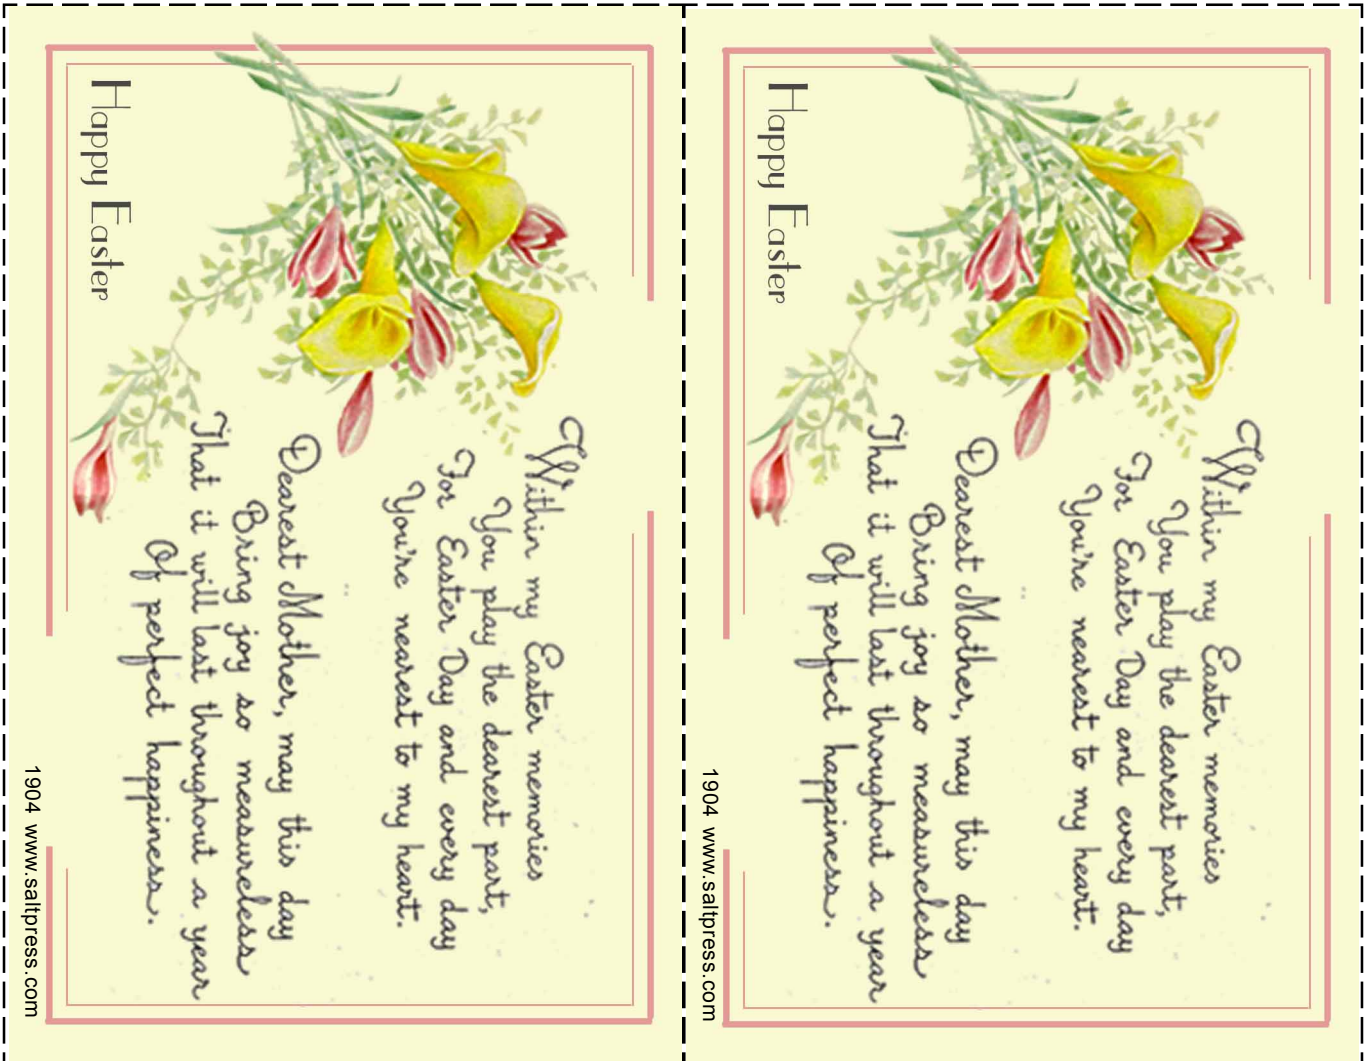 Within my Easter memories
You play the dearest part,
For Easter Day and every day
You're nearest to my heart.
Dearest Mother, may this day
Bring joy so measureless
That it will last throughout a year
Of perfect happiness.
Happy Easter
1904 www.saltpress.com
Within my Easter memories
You play the dearest part,
For Easter Day and every day
You're nearest to my heart.
Dearest Mother, may this day
Bring joy so measureless
That it will last throughout a year
Of perfect happiness.
Happy Easter
1904 www.saltpress.com